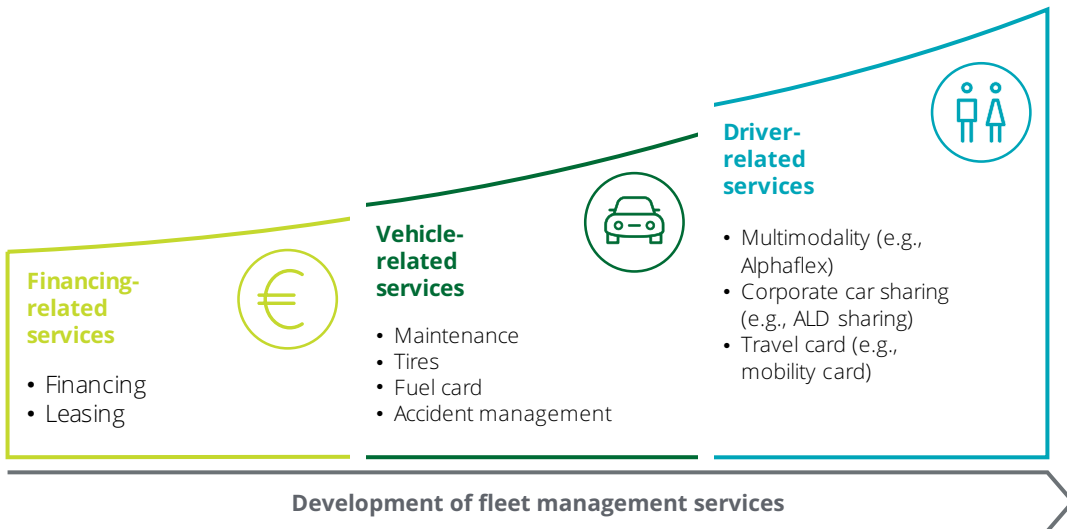 Financing-
related
services
• Financing
• Leasing
Vehicle-
related
services
• Maintenance
• Tires
• Fuel card
• Accident management
Driver-
related
services
• Multimodality (e.g.,
Alphaflex)
• Corporate car sharing
(e.g., ALD sharing)
• Travel card (e.g.,
mobility card)
Development of fleet management services